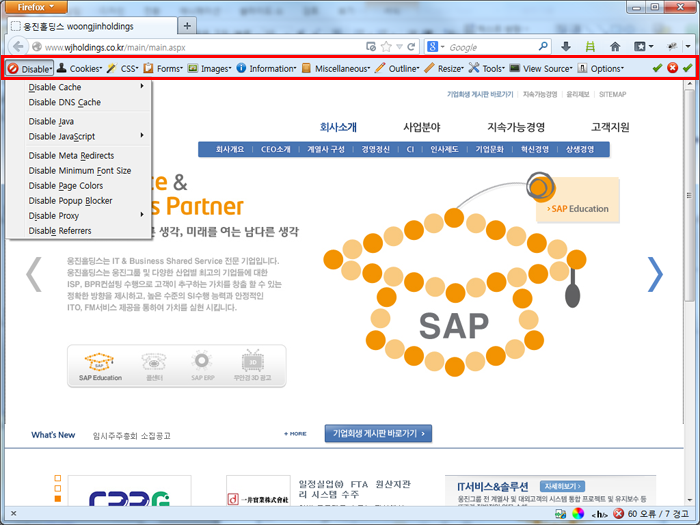 Firefox
웅진홀딩스 woongjinholdings
www.wjholdings.co.kr/main/main.aspx
Google
Disable Cookies CSS Forms Images Information Miscellaneous Outline Resize Tools View Source Options
Disable Cache
Disable DNS Cache
Disable Java
Disable JavaScript
Disable Meta Redirects
Disable Minimum Font Size
Disable Page Colors
Disable Popup Blocker
Disable Proxy
Disable Referrers
기업회생 게시판 바로가기 | 지속가능경영 | 윤리제보 | SITEMAP
회사소개 사업분야 지속가능경영 고객지원
회사개요 | CEO소개 | 계열사 구성 | 경영정신 | CI | 인사제도 | 기업문화 | 혁신경영 | 상생경영
&
Partner
생각, 미래를 여는 남다른 생각
웅진홀딩스는 IT & Business Shared Service 전문 기업입니다.
웅진홀딩스는 웅진그룹 및 다양한 산업별 최고의 기업들에 대한
ISP, BPR컨설팅 수행으로 고객이 추구하는 가치를 창출 할 수 있는
정확한 방향을 제시하고, 높은 수준의 SI수행 능력과 안정적인
ITO, FM서비스 제공을 통하여 가치를 실현 시킵니다.
> SAP Education
SAP
SAP Education
콜센터
SAP ERP
무안경 3D 광고
What's New 임시주주총회 소집공고 + MORE 기업회생 게시판 바로가기 >
一井實業株式会社
일정실업㈜ FTA 원산지관리 시스템 수주
IT서비스&솔루션 자세히보기 ›
웅진그룹 전 계열사 및 대외고객의 시스템 통합 프로젝트 및 유지보수 등
60 오류 / 7 경고